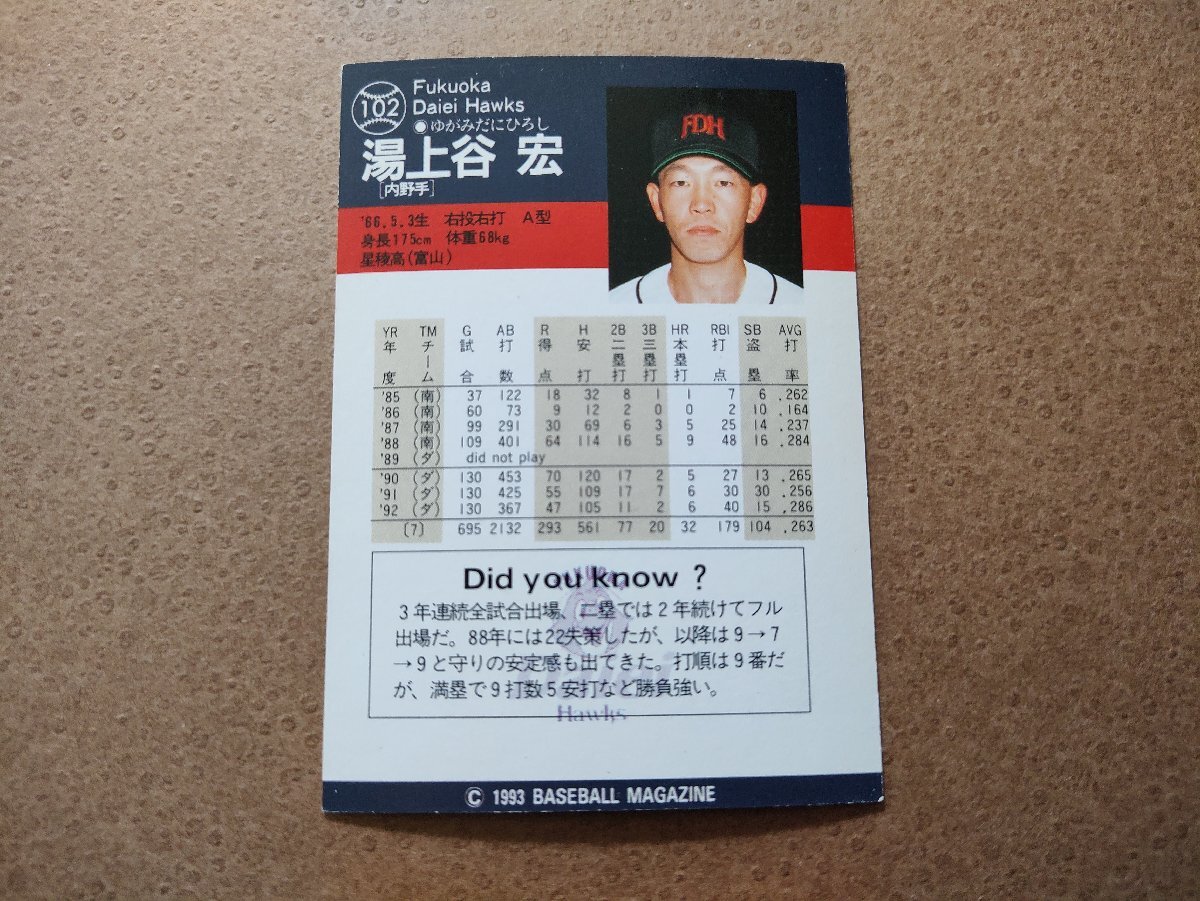 102
Fukuoka
Daiei Hawks
●ゆがみだにひろし
湯上谷 宏
[内野手]
FDH
'66.5.3生 右投右打 A型
身長175cm 体重68kg
星稜高(富山)
YR TM G AB R H 2B 3B HR RBI SB AVG
年度 チーム 試合 打数 得点 安打 二塁打 三塁打 本塁打 打点 盗塁 打率
'85 (南) 37 122 18 32 8 1 1 7 6 .262
'86 (南) 60 73 9 12 2 0 0 2 10 .164
'87 (南) 99 291 30 69 6 3 5 25 14 .237
'88 (南) 109 401 64 114 16 5 9 48 16 .284
'89 (ダ) did not play
'90 (ダ) 130 453 70 120 17 2 5 27 13 .265
'91 (ダ) 130 425 55 109 17 7 6 30 30 .256
'92 (ダ) 130 367 47 105 11 2 6 40 15 .286
〔7〕 695 2132 293 561 77 20 32 179 104 .263
Did you know ?
3年連続全試合出場、二塁では2年続けてフル
出場だ。88年には22失策したが、以降は9→7
→9と守りの安定感も出てきた。打順は9番だ
が、満塁で9打数5安打など勝負強い。
Hawks
© 1993 BASEBALL MAGAZINE